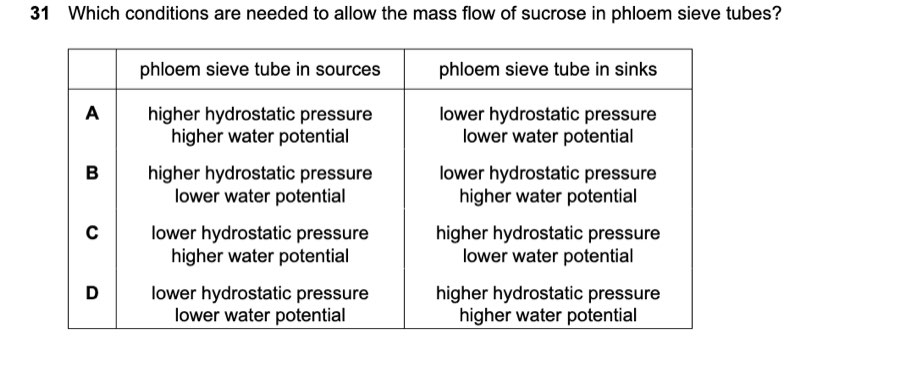 31 Which conditions are needed to allow the mass flow of sucrose in phloem sieve tubes?
phloem sieve tube in sources phloem sieve tube in sinks
A higher hydrostatic pressure lower hydrostatic pressure
higher water potential lower water potential
B higher hydrostatic pressure lower hydrostatic pressure
lower water potential higher water potential
C lower hydrostatic pressure higher hydrostatic pressure
higher water potential lower water potential
D lower hydrostatic pressure higher hydrostatic pressure
lower water potential higher water potential